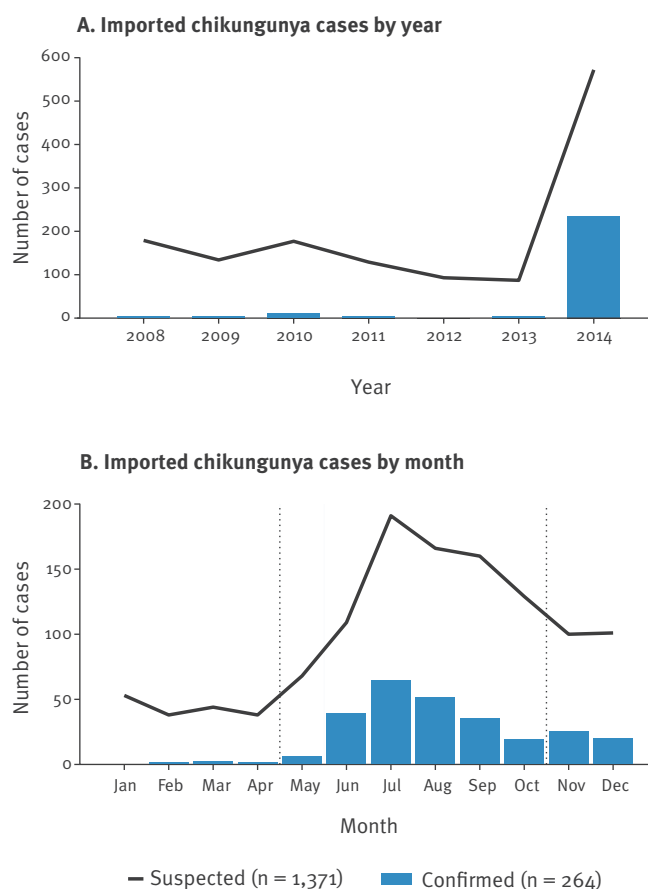 A. Imported chikungunya cases by year
600
500
400
300
200
100
0
Number of cases
2008 2009 2010 2011 2012 2013 2014
Year
B. Imported chikungunya cases by month
200
150
100
50
0
Number of cases
Jan Feb Mar Apr May Jun Jul Aug Sep Oct Nov Dec
Month
Suspected (n = 1,371) Confirmed (n = 264)